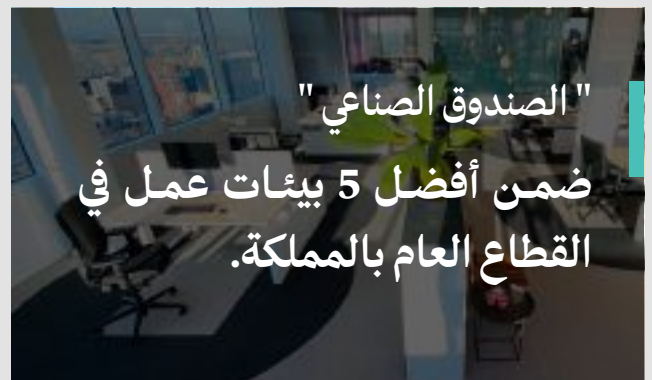 " الصندوق الصناعي "
ضمن أفضل 5 بيئات عمل في
القطاع العام بالمملكة.